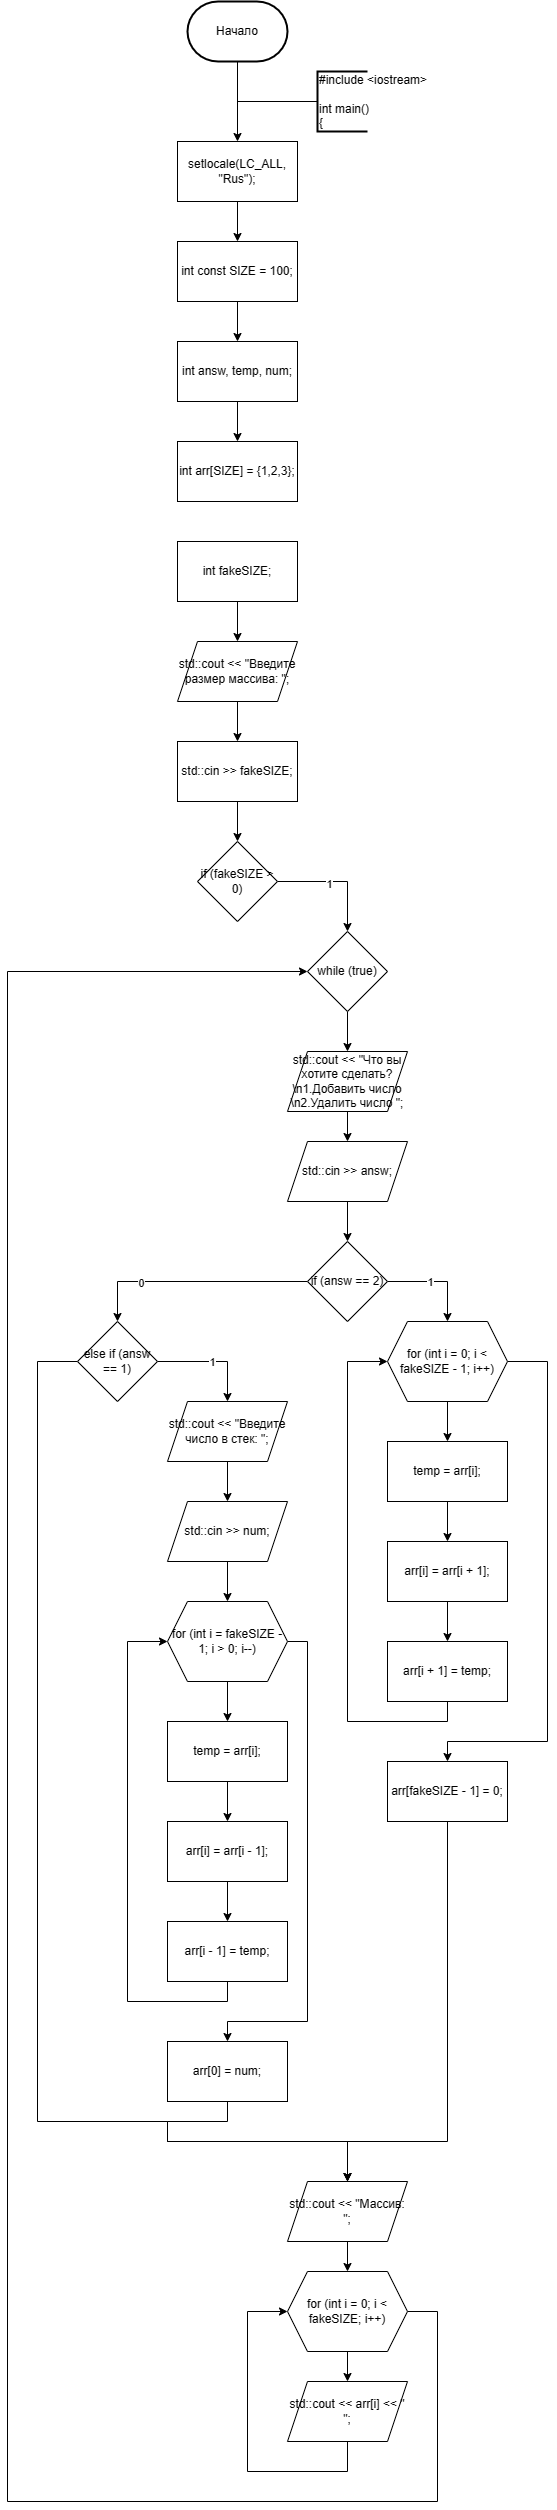 Начало
#include <iostream>
int main()
{
setlocale(LC_ALL,
"Rus");
int const SIZE = 100;
int answ, temp, num;
int arr[SIZE] = {1,2,3};
int fakeSIZE;
std::cout << "Введите
размер массива: ";
std::cin >> fakeSIZE;
if (fakeSIZE >
0)
1
while (true)
std::cout << "Что вы
хотите сделать?
\n1.Добавить число
\n2.Удалить число ";
std::cin >> answ;
if (answ == 2)
0
1
else if (answ
== 1)
1
for (int i = 0; i <
fakeSIZE - 1; i++)
std::cout << "Введите
число в стек: ";
temp = arr[i];
std::cin >> num;
arr[i] = arr[i + 1];
for (int i = fakeSIZE -
1; i > 0; i--)
arr[i + 1] = temp;
temp = arr[i];
arr[fakeSIZE - 1] = 0;
arr[i] = arr[i - 1];
arr[i - 1] = temp;
arr[0] = num;
std::cout << "Массив:
";
for (int i = 0; i <
fakeSIZE; i++)
std::cout << arr[i] << "
";